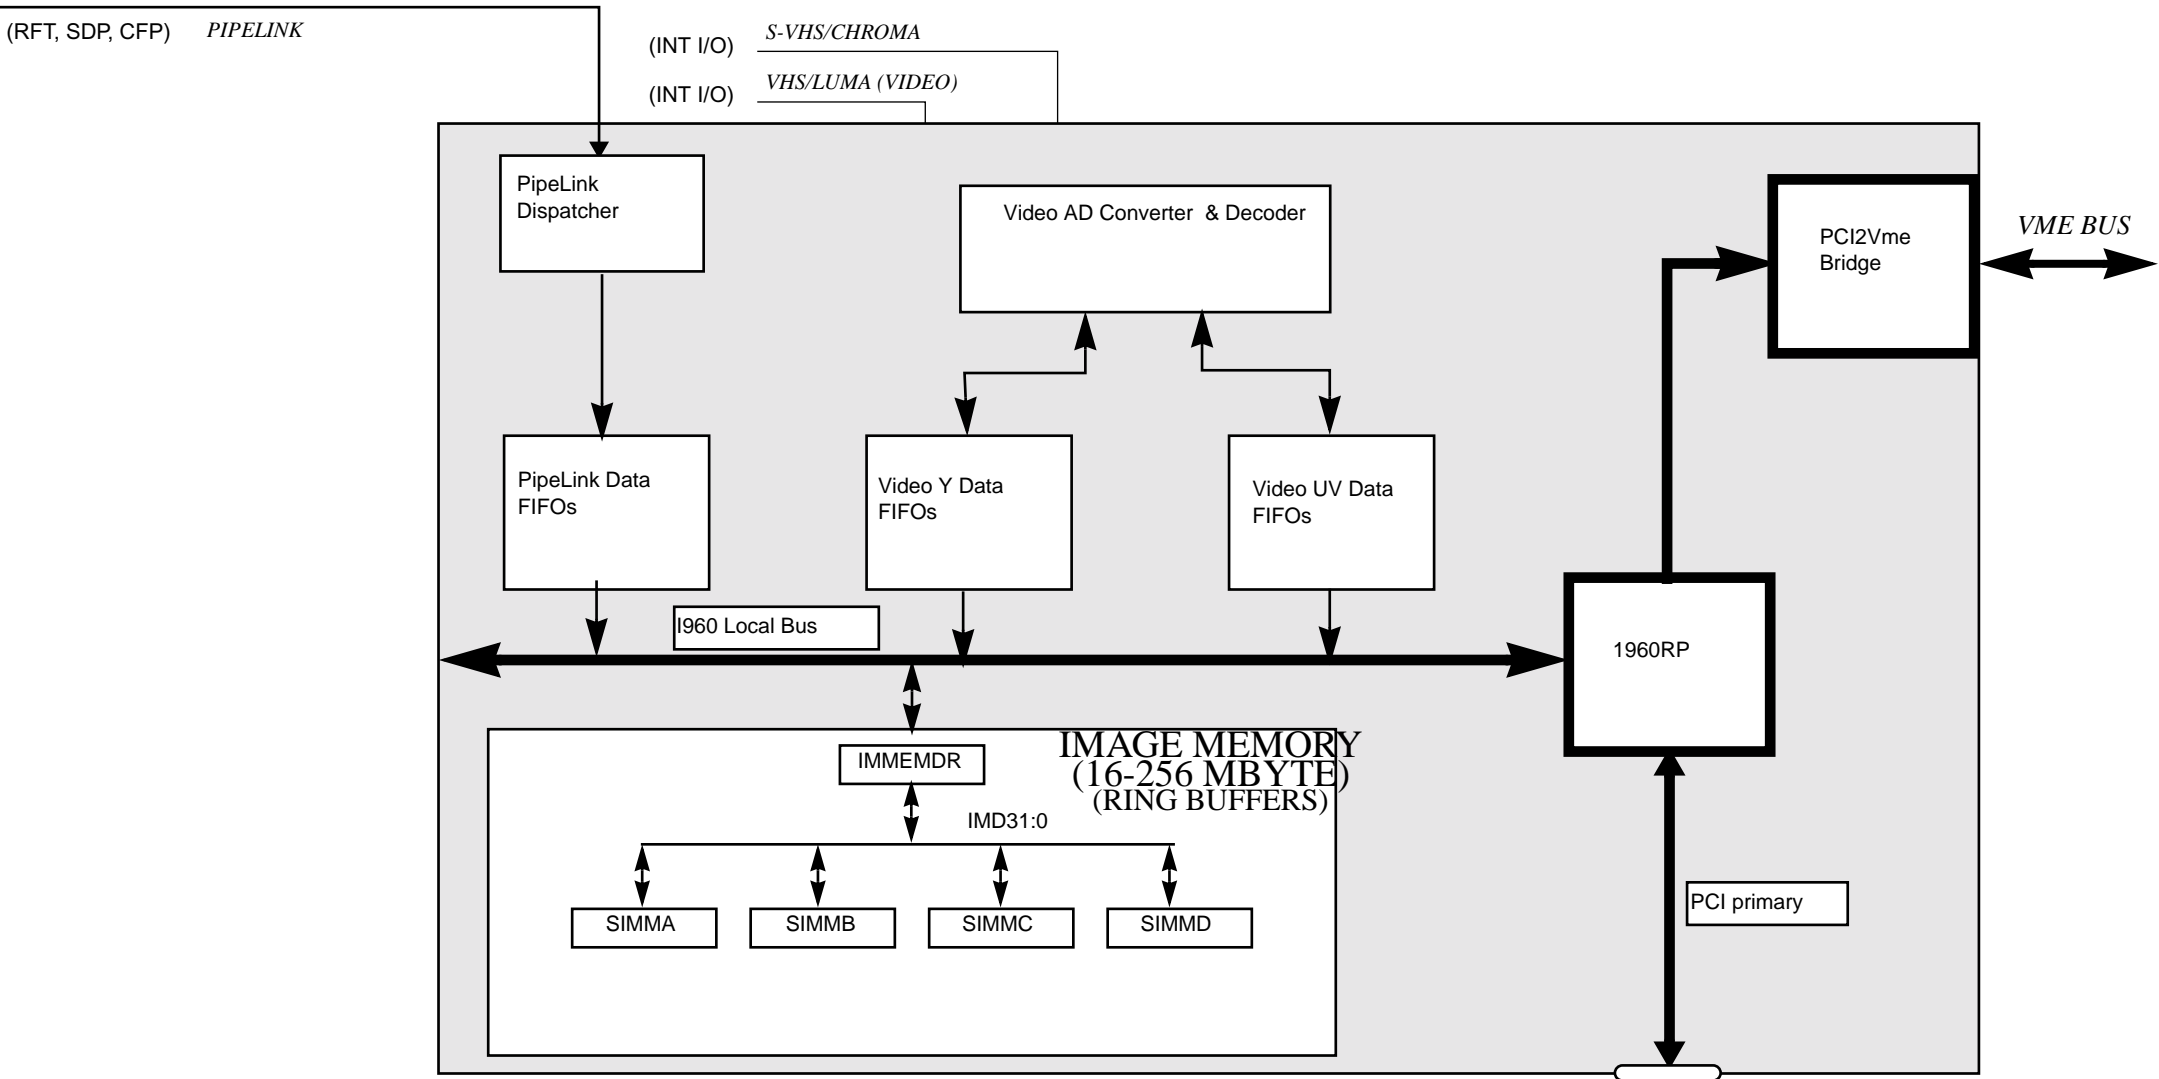 (RFT, SDP, CFP) PIPELINK
(INT I/O) S-VHS/CHROMA
(INT I/O) VHS/LUMA (VIDEO)
PipeLink
Dispatcher
Video AD Converter & Decoder
PCI2Vme
Bridge
VME BUS
PipeLink Data
FIFOs
Video Y Data
FIFOs
Video UV Data
FIFOs
I960 Local Bus
1960RP
IMAGE MEMORY
(16-256 MBYTE)
(RING BUFFERS)
IMMEMDR
IMD31:0
SIMMA
SIMMB
SIMMC
SIMMD
PCI primary